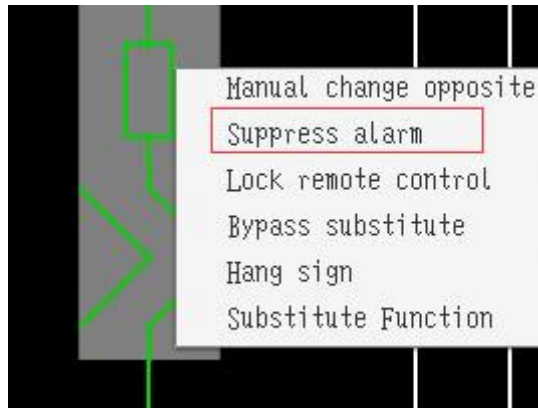 Manual change opposite
Suppress alarm
Lock remote control
Bypass substitute
Hang sign
Substitute Function